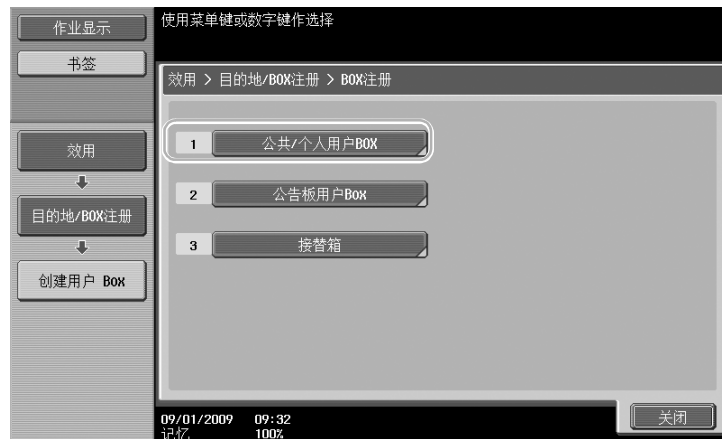 作业显示
书签
使用菜单键或数字键作选择
效用 > 目的地/BOX注册 > BOX注册
效用
目的地/BOX注册
创建用户 Box
1 公共/个人用户BOX
2 公告板用户Box
3 接替箱
09/01/2009 09:32
记忆 100%
关闭